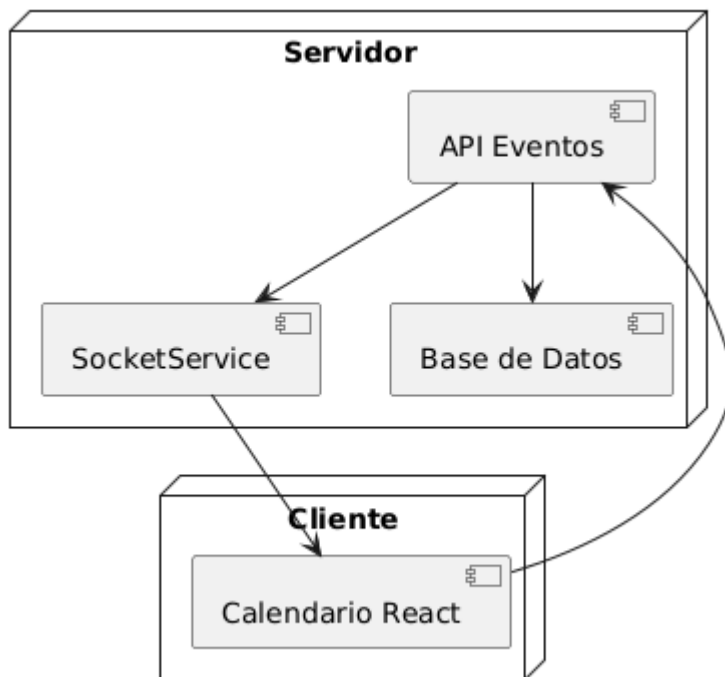 Servidor
API Eventos
SocketService
Base de Datos
Cliente
Calendario React